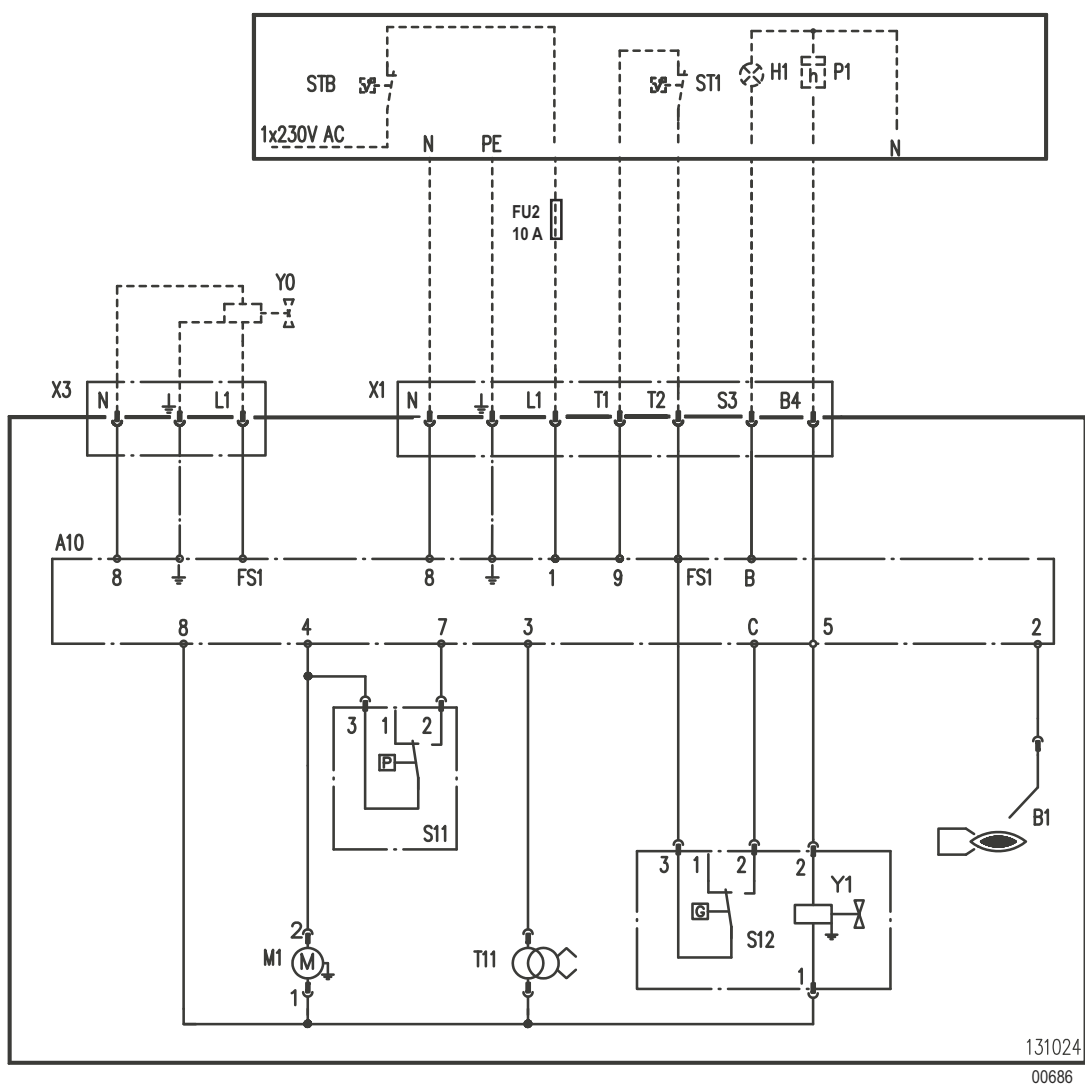 STB ST1 H1 h P1
1x230V AC
N PE N
FU2
10 A
Y0
X3 N L1 X1 N L1 T1 T2 S3 B4
A10
8 FS1 8 1 9 FS1 B
8 4 7 3 C 5 2
3 1 2
P
S11
B1
3 1 2 2
Y1
G
S12
2
M1 M T11
1 1
131024
00686